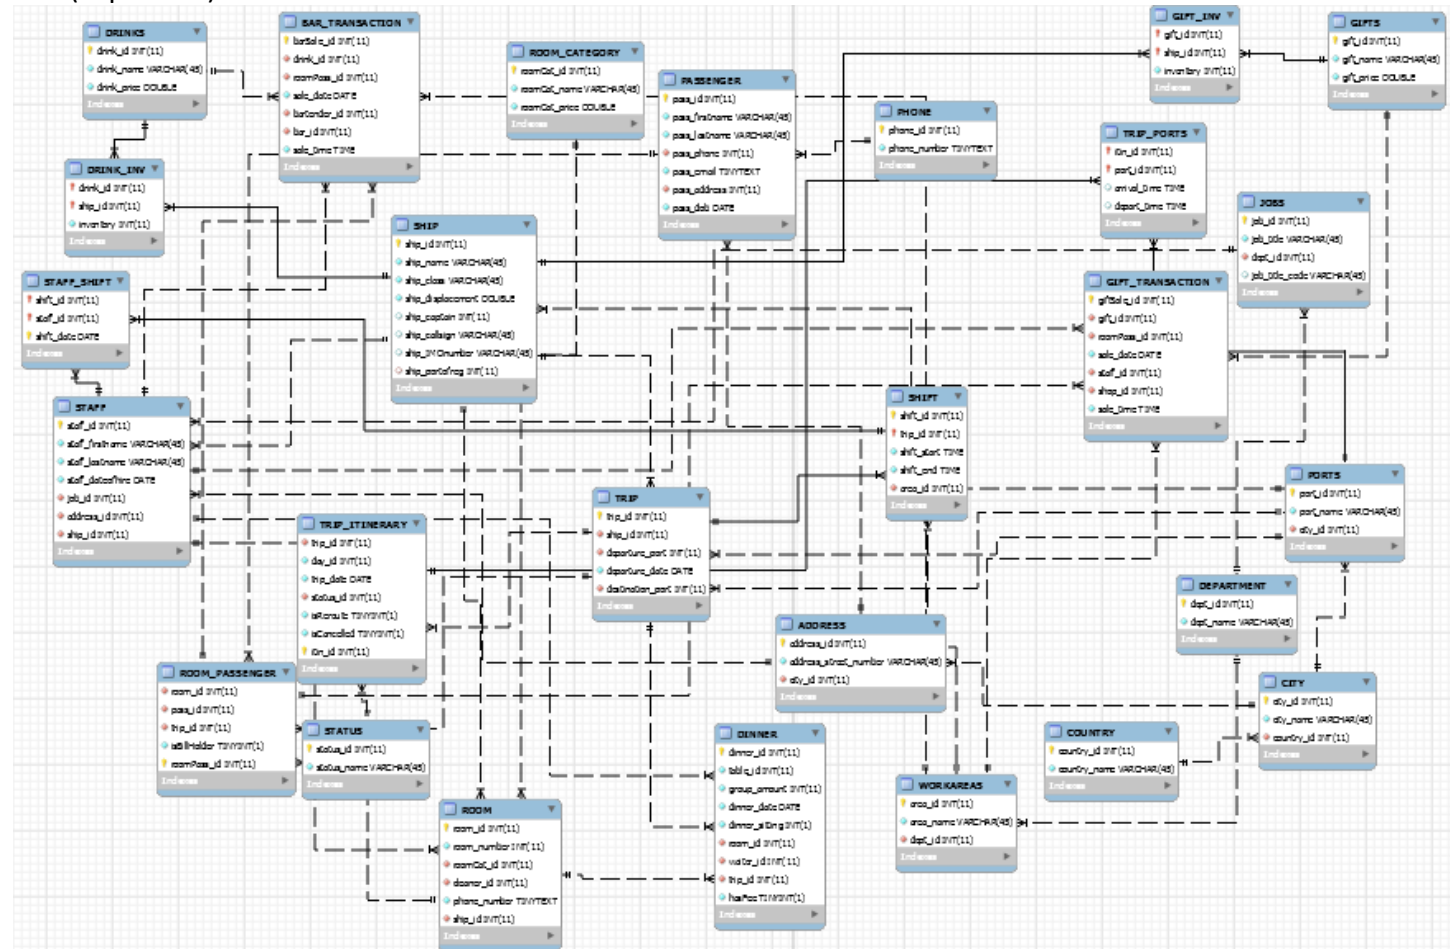 DRINKS
drink_id INT(11)
drink_name VARCHAR(45)
drink_price DOUBLE
Indexes
BAR_TRANSACTION
barSale_id INT(11)
drink_id INT(11)
roomPass_id INT(11)
sale_date DATE
bartender_id INT(11)
bar_id INT(11)
sale_time TIME
Indexes
ROOM_CATEGORY
roomCat_id INT(11)
roomCat_name VARCHAR(45)
roomCat_price DOUBLE
Indexes
PASSENGER
pass_id INT(11)
pass_firstname VARCHAR(45)
pass_lastname VARCHAR(45)
pass_phone INT(11)
pass_email TINYTEXT
pass_address INT(11)
pass_dob DATE
Indexes
PHONE
phone_id INT(11)
phone_number TINYTEXT
Indexes
GIFT_INV
gift_id INT(11)
ship_id INT(11)
inventory INT(11)
Indexes
GIFTS
gift_id INT(11)
gift_name VARCHAR(45)
gift_price DOUBLE
Indexes
TRIP_PORTS
itin_id INT(11)
port_id INT(11)
arrival_time TIME
depart_time TIME
Indexes
DRINK_INV
drink_id INT(11)
ship_id INT(11)
inventory INT(11)
Indexes
SHIP
ship_id INT(11)
ship_name VARCHAR(45)
ship_class VARCHAR(45)
ship_displacement DOUBLE
ship_captain INT(11)
ship_callsign VARCHAR(45)
ship_IMOnumber VARCHAR(45)
ship_portofreg INT(11)
Indexes
JOBS
job_id INT(11)
job_title VARCHAR(45)
dept_id INT(11)
job_title_code VARCHAR(45)
Indexes
STAFF_SHIFT
shift_id INT(11)
staff_id INT(11)
shift_date DATE
Indexes
GIFT_TRANSACTION
giftSale_id INT(11)
gift_id INT(11)
roomPass_id INT(11)
sale_date DATE
staff_id INT(11)
shop_id INT(11)
sale_time TIME
Indexes
STAFF
staff_id INT(11)
staff_firstname VARCHAR(45)
staff_lastname VARCHAR(45)
staff_dateofhire DATE
job_id INT(11)
address_id INT(11)
ship_id INT(11)
Indexes
SHIFT
shift_id INT(11)
trip_id INT(11)
shift_start TIME
shift_end TIME
area_id INT(11)
Indexes
PORTS
port_id INT(11)
port_name VARCHAR(45)
city_id INT(11)
Indexes
TRIP
trip_id INT(11)
ship_id INT(11)
departure_port INT(11)
departure_date DATE
destination_port INT(11)
Indexes
TRIP_ITINERARY
trip_id INT(11)
day_id INT(11)
trip_date DATE
status_id INT(11)
isReroute TINYINT(1)
isCancelled TINYINT(1)
itin_id INT(11)
Indexes
DEPARTMENT
dept_id INT(11)
dept_name VARCHAR(45)
Indexes
ADDRESS
address_id INT(11)
address_street_number VARCHAR(45)
city_id INT(11)
Indexes
ROOM_PASSENGER
room_id INT(11)
pass_id INT(11)
trip_id INT(11)
isBillHolder TINYINT(1)
roomPass_id INT(11)
Indexes
CITY
city_id INT(11)
city_name VARCHAR(45)
country_id INT(11)
Indexes
STATUS
status_id INT(11)
status_name VARCHAR(45)
Indexes
COUNTRY
country_id INT(11)
country_name VARCHAR(45)
Indexes
DINNER
dinner_id INT(11)
table_id INT(11)
group_amount INT(11)
dinner_date DATE
dinner_sitting INT(1)
room_id INT(11)
waiter_id INT(11)
trip_id INT(11)
Indexes
WORKAREAS
area_id INT(11)
area_name VARCHAR(45)
dept_id INT(11)
Indexes
ROOM
room_id INT(11)
room_number INT(11)
roomCat_id INT(11)
cleaner_id INT(11)
phone_number TINYTEXT
ship_id INT(11)
Indexes